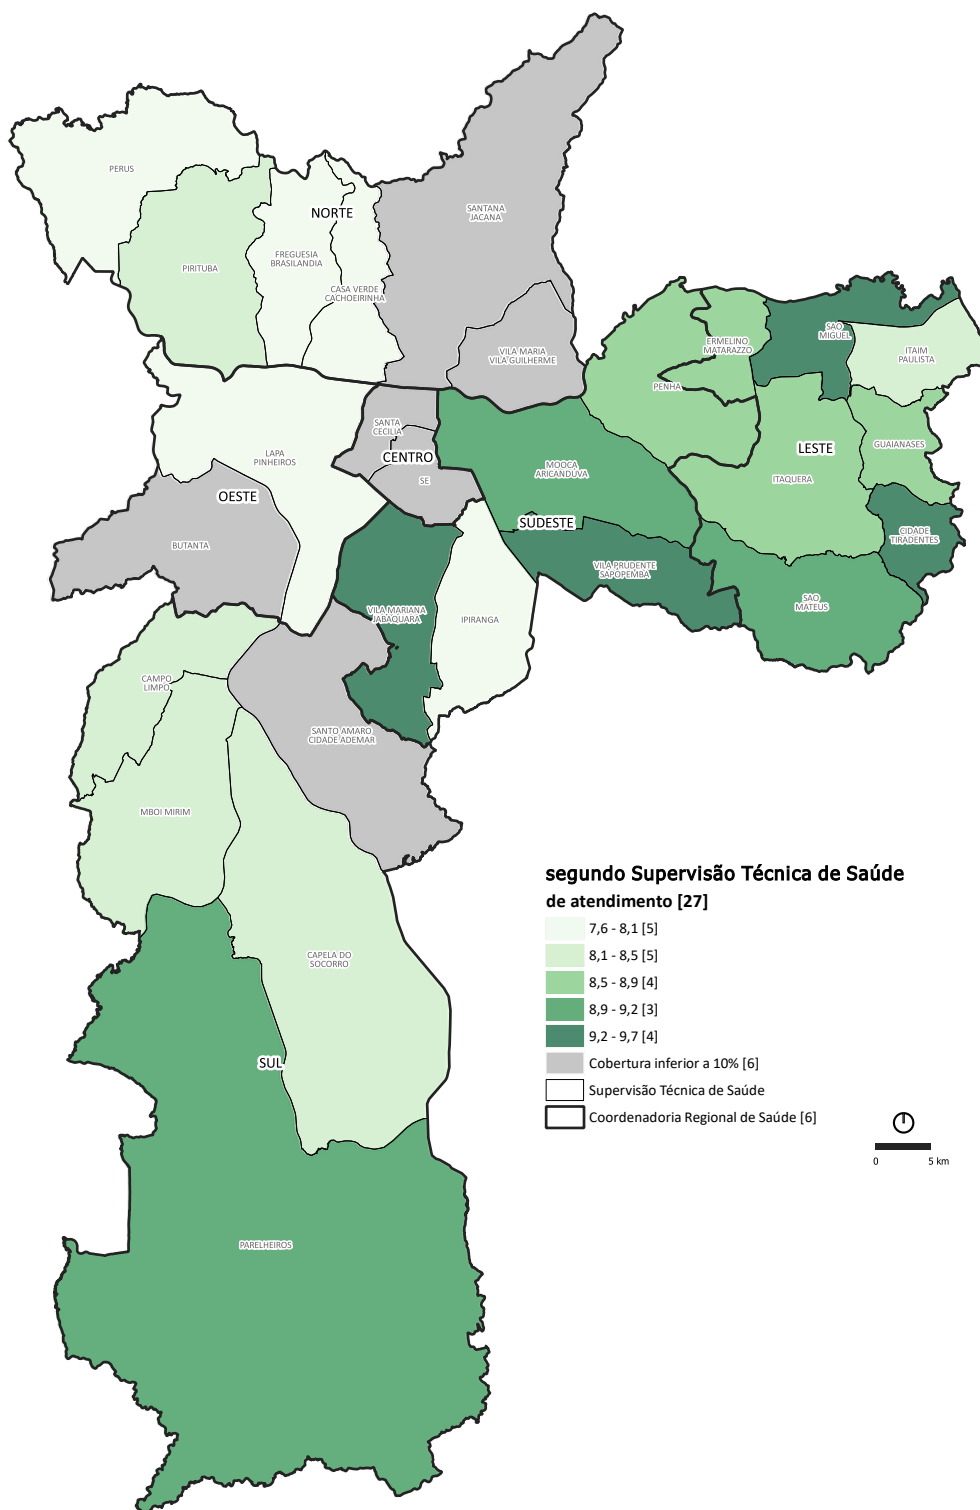 SANTANA
JACANA
PERUS
NORTE
FREGUESIA
BRASILANDIA
PIRITUBA
CASA VERDE
CACHOEIRINHA
VILA MARIA
VILA GUILHERME
SAO
MIGUEL
ERMELINO
MATARAZZO
ITAIM
PAULISTA
PENHA
SANTA
CECILIA
CENTRO
SE
LAPA
PINHEIROS
OESTE
BUTANTA
MOOCA
ARICANDUVA
SUDESTE
LESTE
ITAQUERA
GUAIANASES
CIDADE
TIRADENTES
VILA PRUDENTE
SAPOPEMBA
SAO
MATEUS
VILA MARIANA
JABAQUARA
IPIRANGA
CAMPO
LIMPO
SANTO AMARO
CIDADE ADEMAR
MBOI MIRIM
CAPELA DO
SOCORRO
SUL
PARELHEIROS
segundo Supervisão Técnica de Saúde
de atendimento [27]
7,6 - 8,1 [5]
8,1 - 8,5 [5]
8,5 - 8,9 [4]
8,9 - 9,2 [3]
9,2 - 9,7 [4]
Cobertura inferior a 10% [6]
Supervisão Técnica de Saúde
Coordenadoria Regional de Saúde [6]
0 5 km